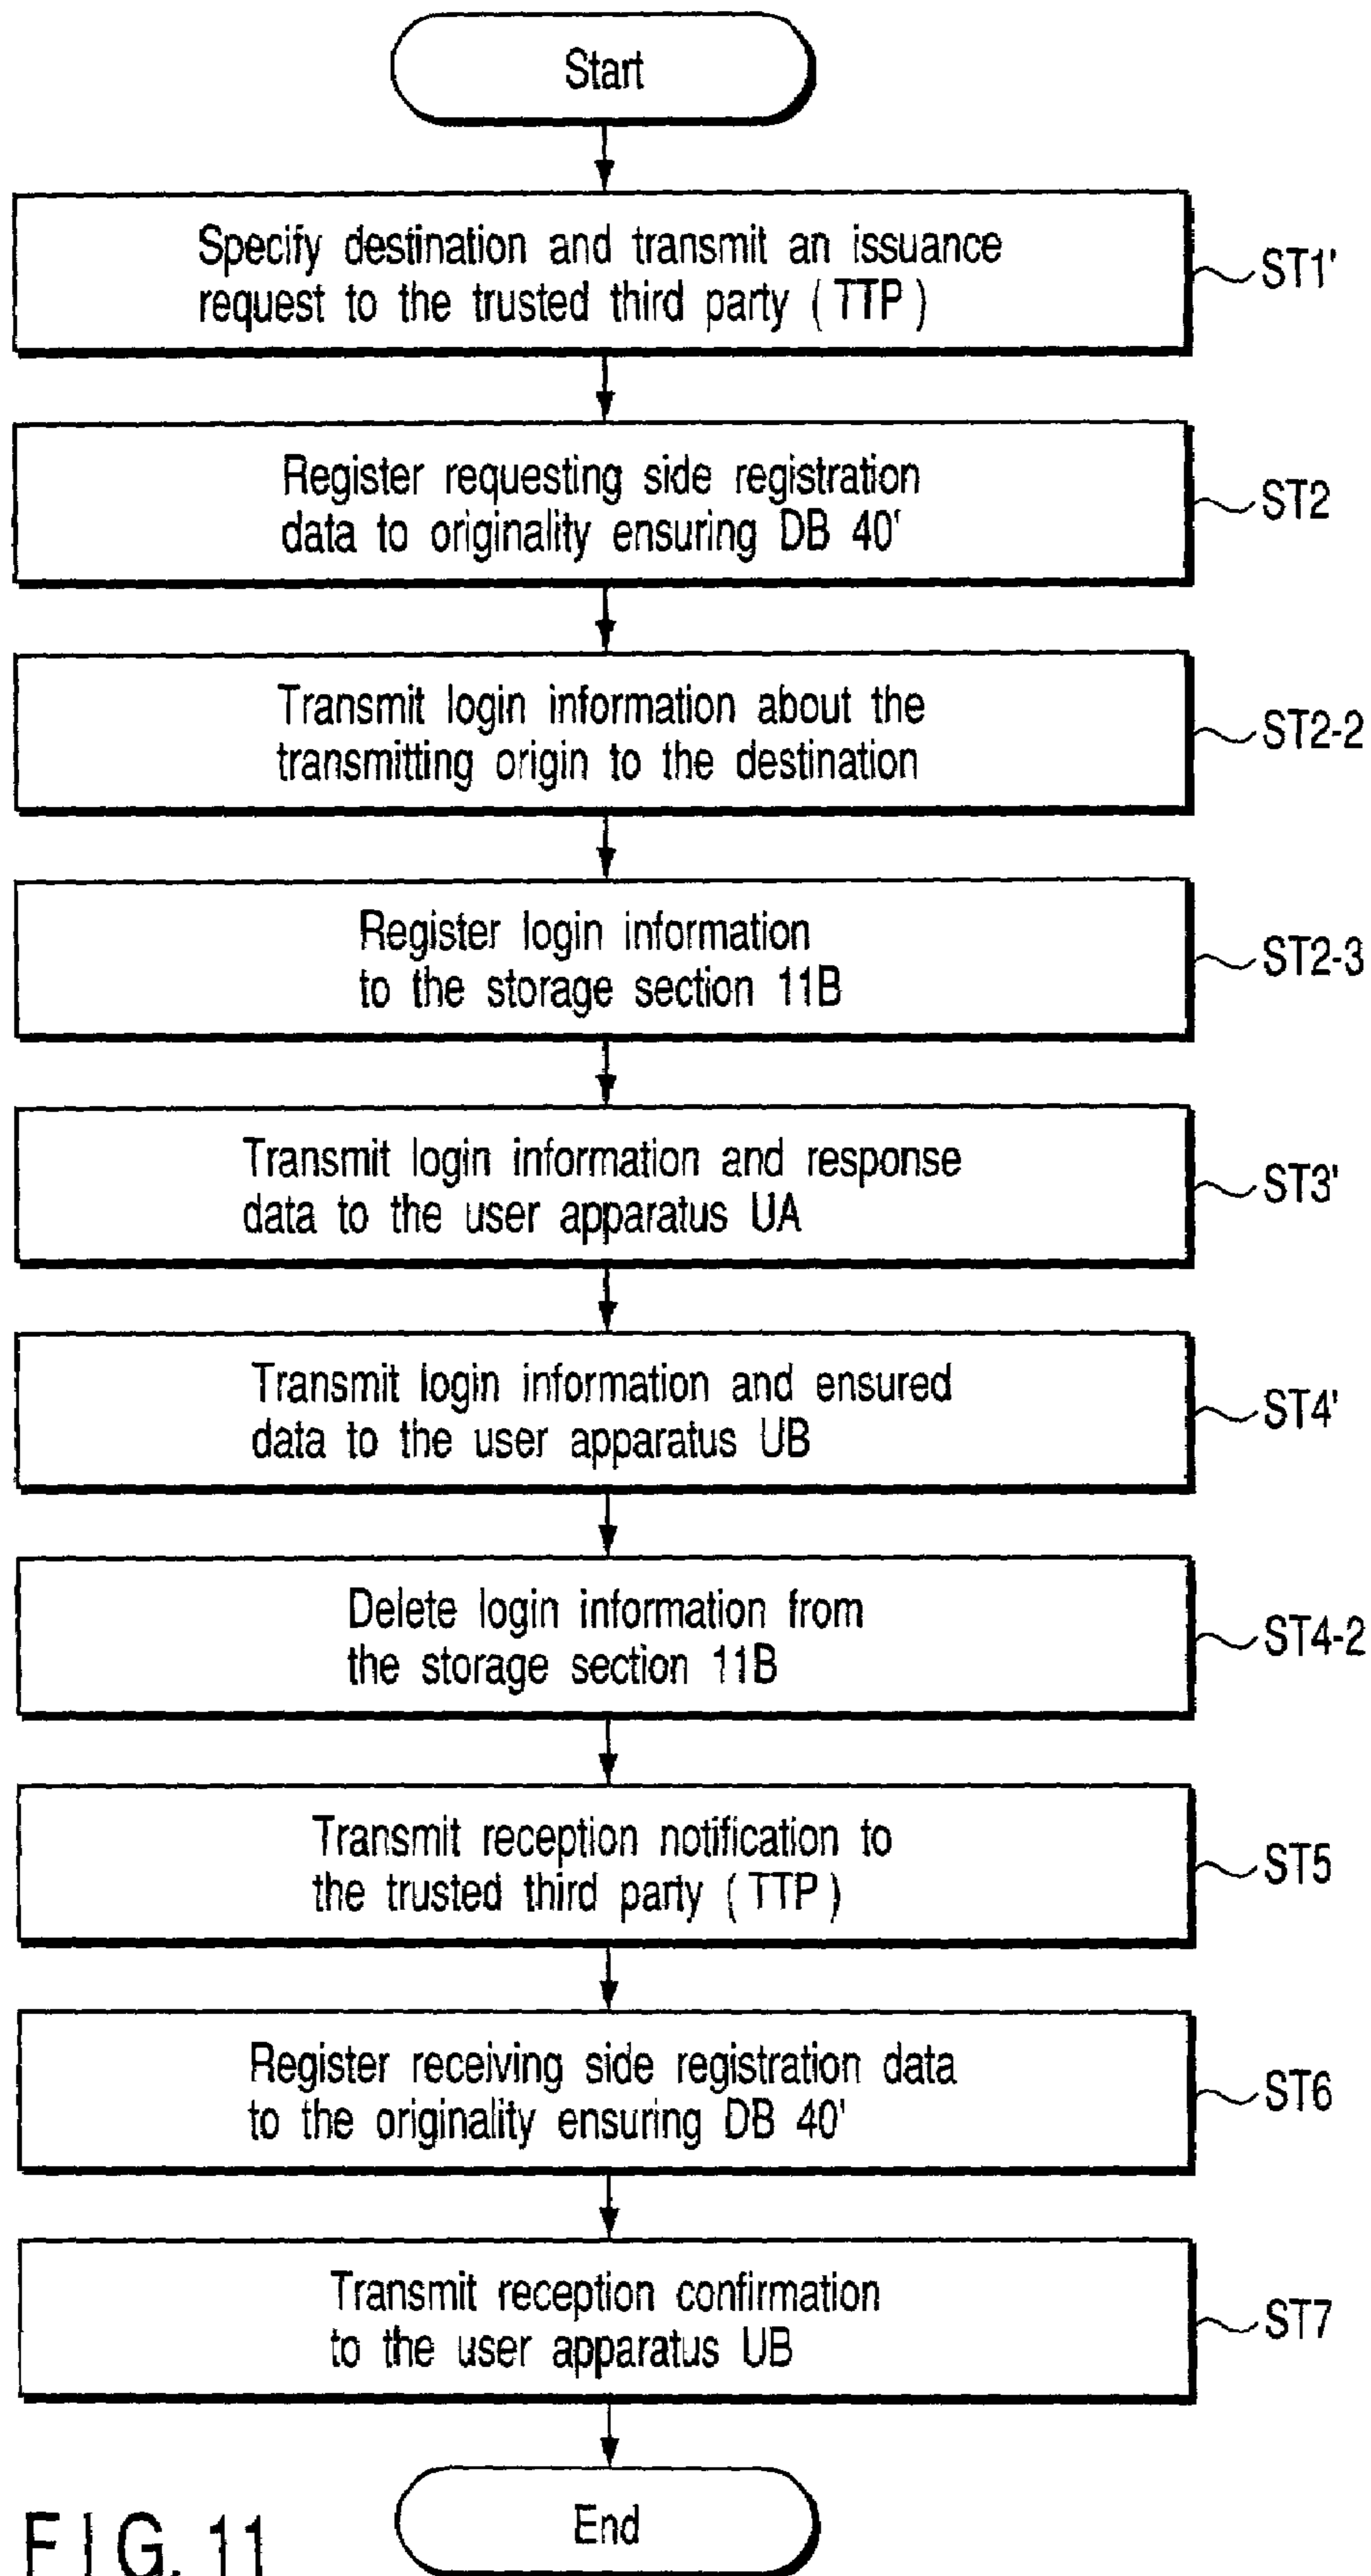 Start
Specify destination and transmit an issuance
request to the trusted third party (TTP)
ST1'
Register requesting side registration
data to originality ensuring DB 40'
ST2
Transmit login information about the
transmitting origin to the destination
ST2-2
Register login information
to the storage section 11B
ST2-3
Transmit login information and response
data to the user apparatus UA
ST3'
Transmit login information and ensured
data to the user apparatus UB
ST4'
Delete login information from
the storage section 11B
ST4-2
Transmit reception notification to
the trusted third party (TTP)
ST5
Register receiving side registration data
to the originality ensuring DB 40'
ST6
Transmit reception confirmation
to the user apparatus UB
ST7
End
FIG. 11